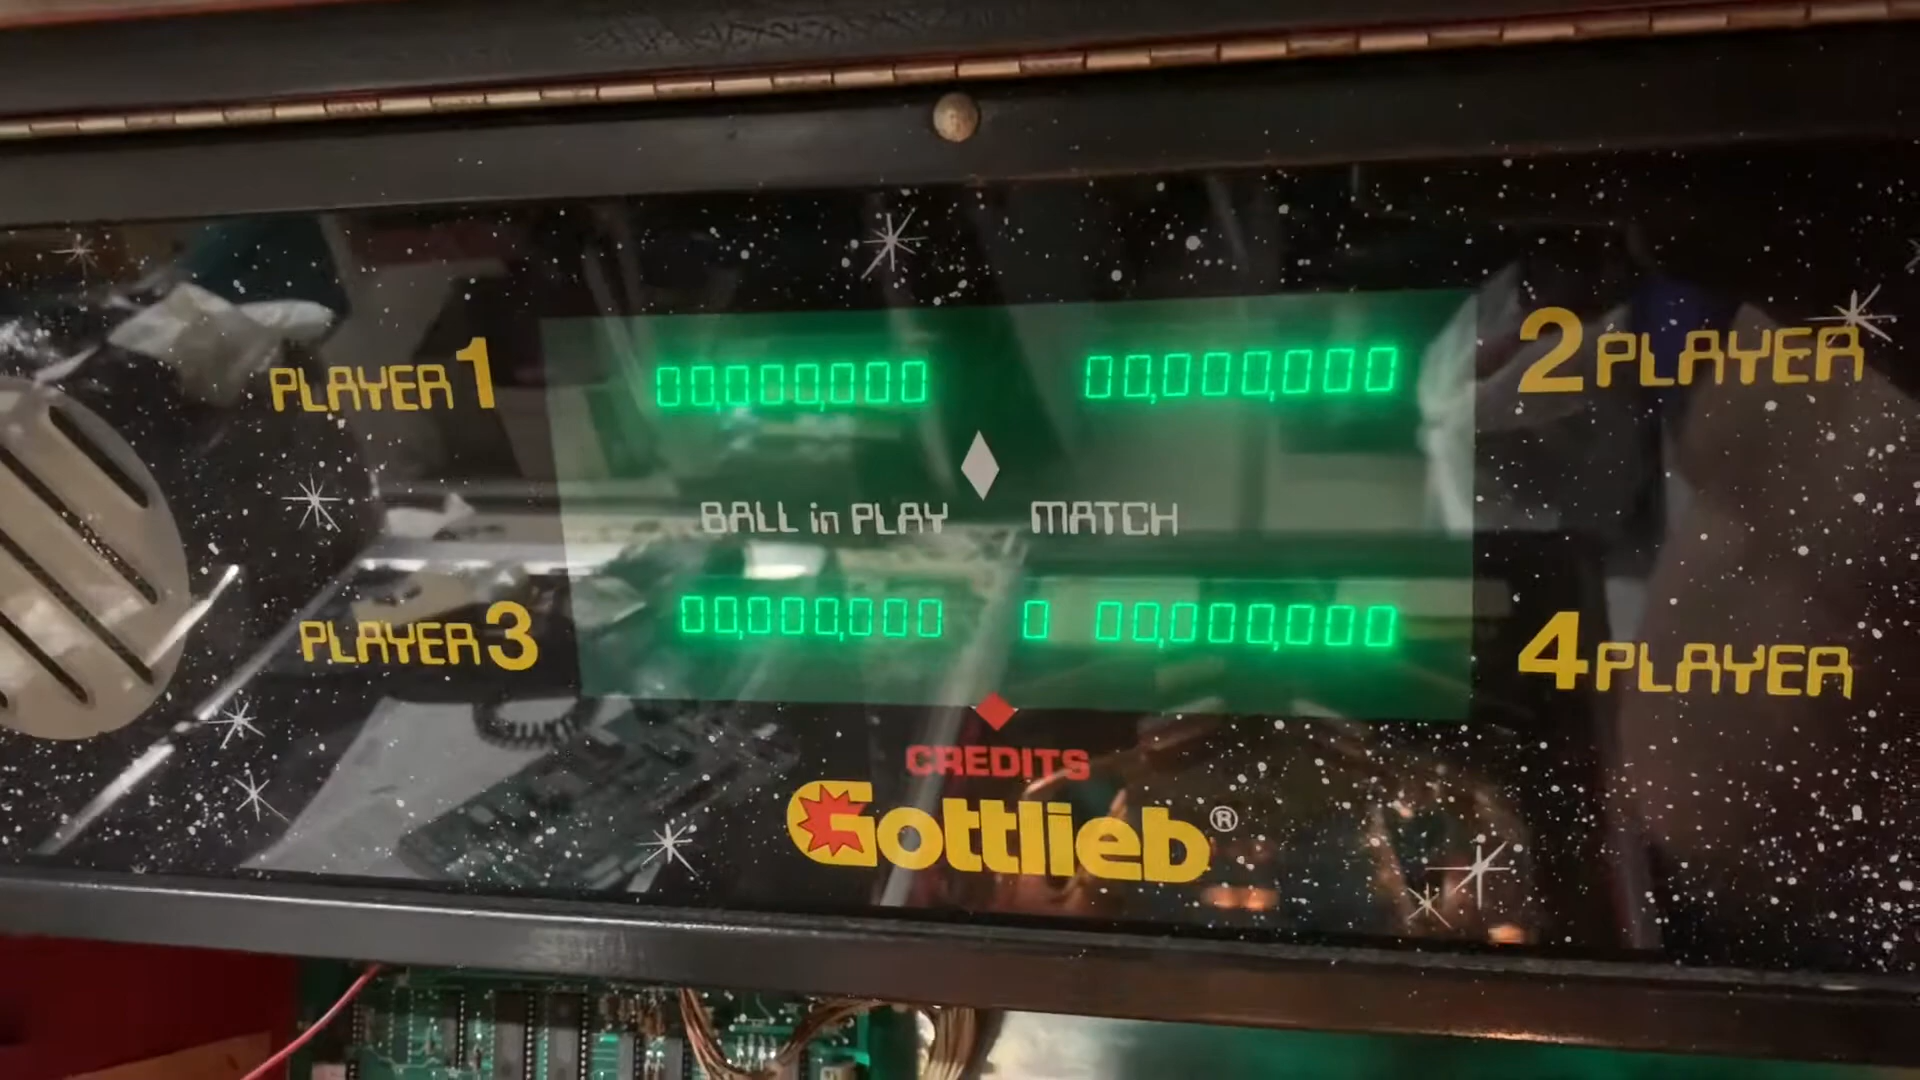 PLAYER 1 00,000,000 00,000,000 2 PLAYER
BALL in PLAY MATCH
PLAYER 3 00,000,000 0 00,000,000 4 PLAYER
CREDITS
Gottlieb®